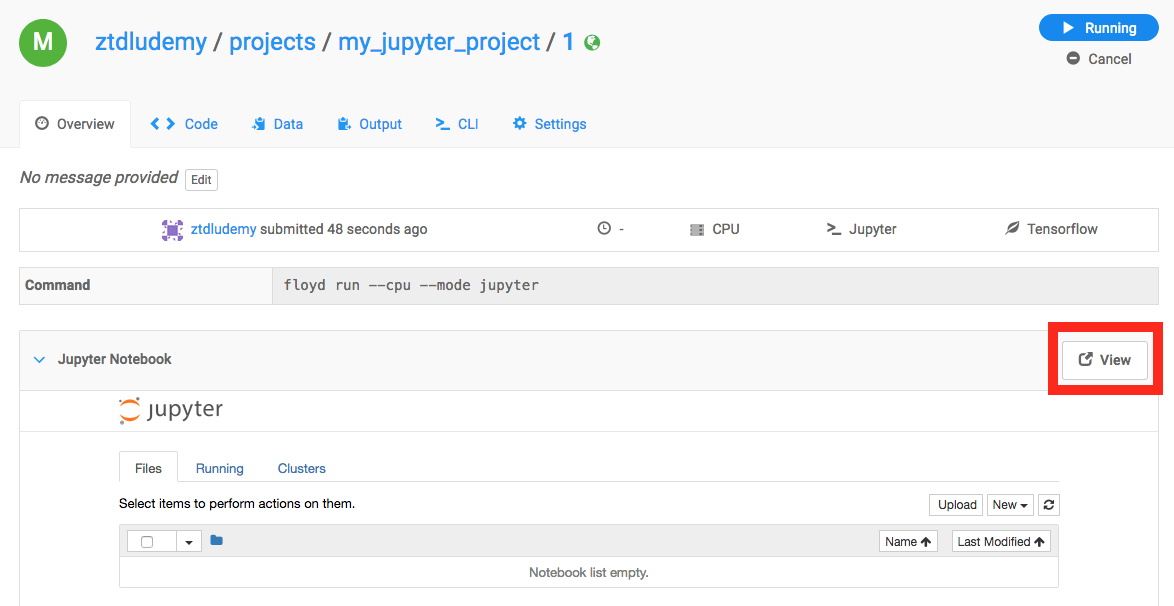 M
ztdludemy / projects / my_jupyter_project / 1
Running
Cancel
Overview
Code
Data
Output
CLI
Settings
No message provided Edit
ztdludemy submitted 48 seconds ago
-
CPU
Jupyter
Tensorflow
Command
floyd run --cpu --mode jupyter
Jupyter Notebook
View
jupyter
Files
Running
Clusters
Select items to perform actions on them.
Upload
New
Name
Last Modified
Notebook list empty.